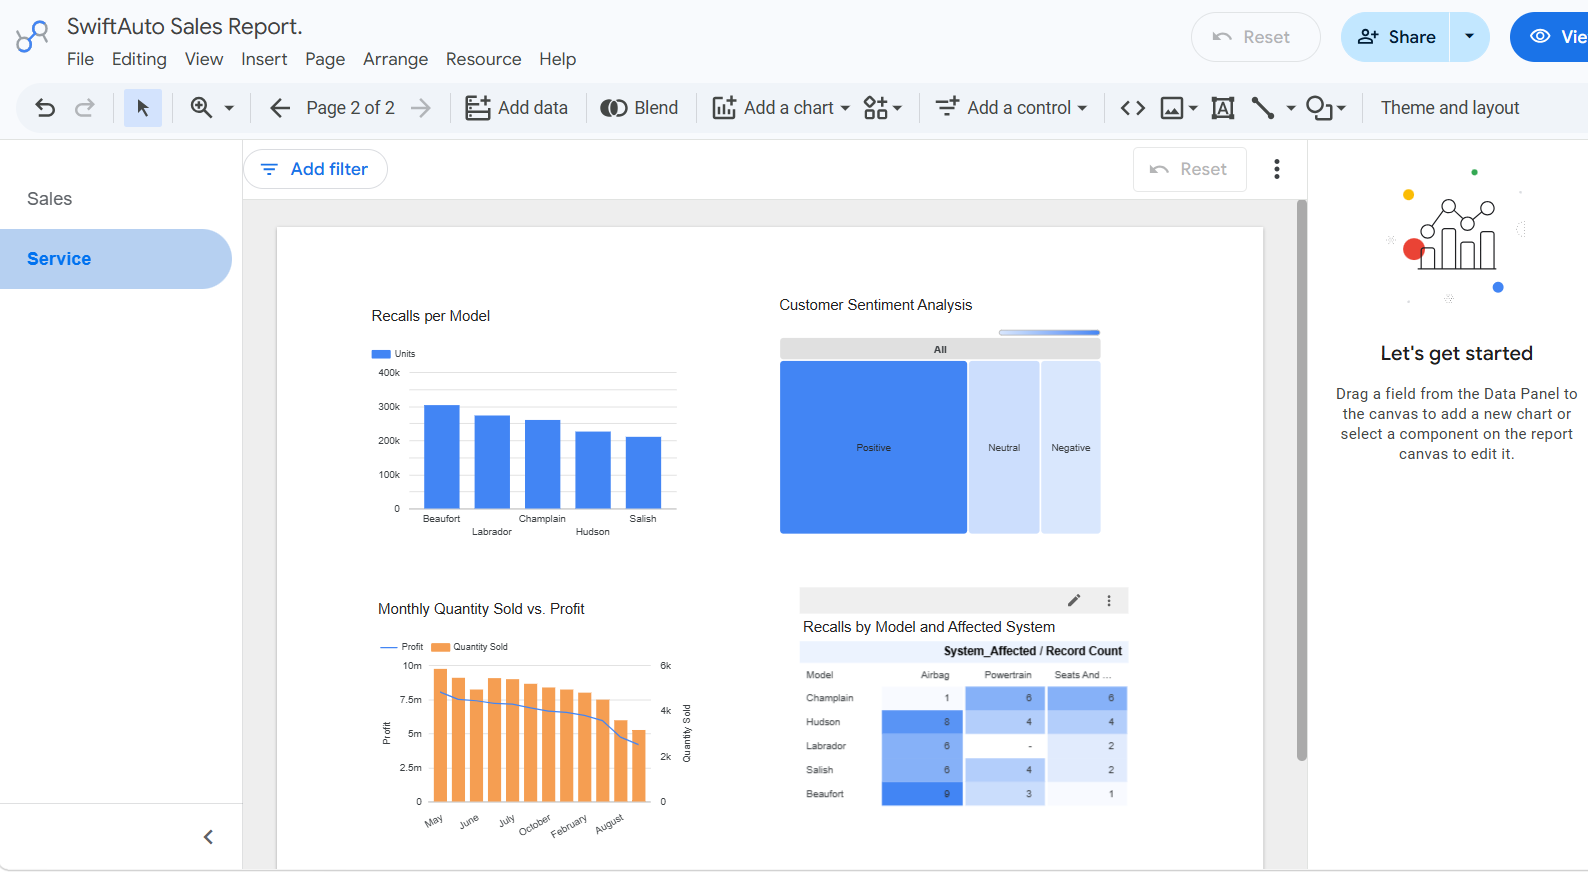 SwiftAuto Sales Report.
File Editing View Insert Page Arrange Resource Help
Reset
Share
Vie
Page 2 of 2
Add data
Blend
Add a chart
Add a control
Theme and layout
Sales
Service
Add filter
Reset
Recalls per Model
Units
400k
300k
200k
100k
0
Beaufort Labrador Champlain Hudson Salish
Customer Sentiment Analysis
All
Positive Neutral Negative
Monthly Quantity Sold vs. Profit
Profit Quantity Sold
10m 6k
7.5m 4k
5m
2k
2.5m
0 0
Profit
Quantity Sold
May June July October February August
Recalls by Model and Affected System
System_Affected / Record Count
Model Airbag Powertrain Seats And ...
Champlain 1 6 6
Hudson 8 4 4
Labrador 6 - 2
Salish 6 4 2
Beaufort 9 3 1
Let's get started
Drag a field from the Data Panel to
the canvas to add a new chart or
select a component on the report
canvas to edit it.